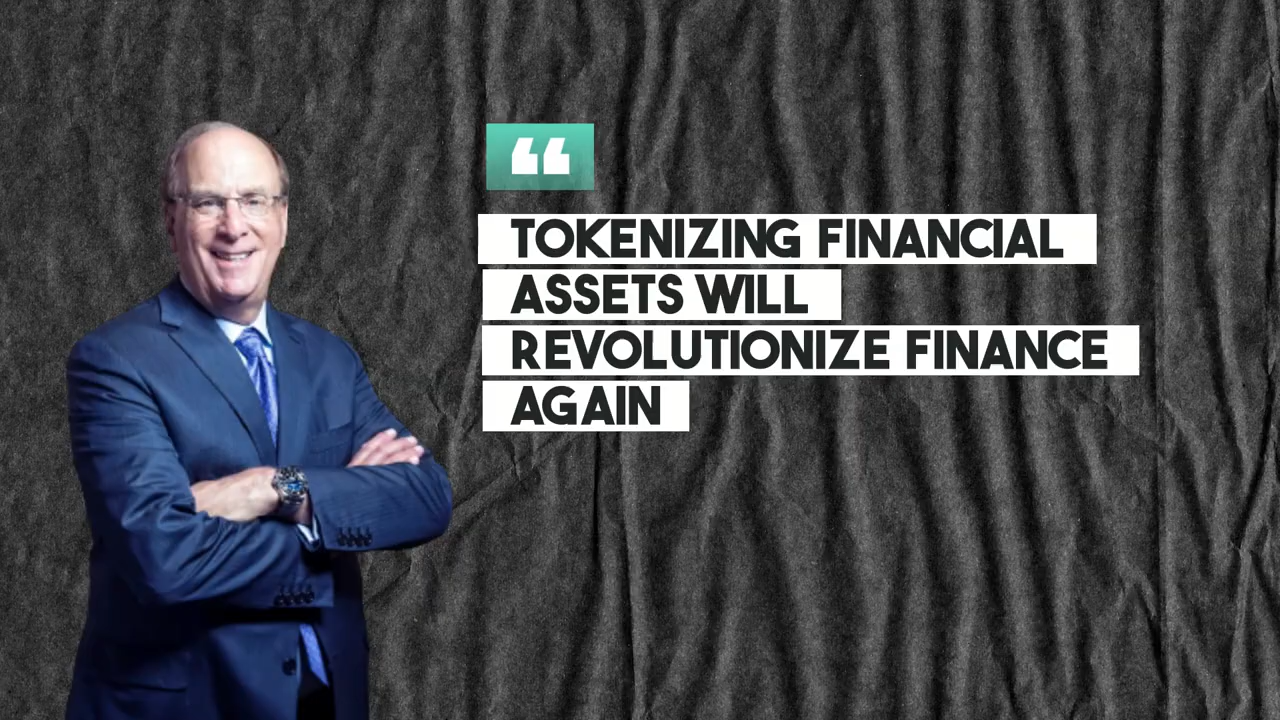 ❝
TOKENIZING FINANCIAL
ASSETS WILL
REVOLUTIONIZE FINANCE
AGAIN